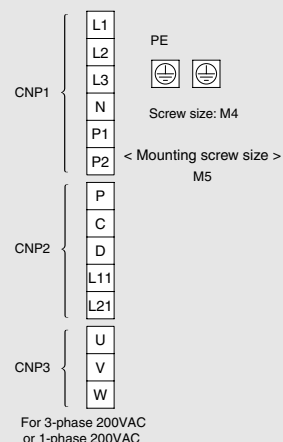 CNP1
L1
L2
L3
N
P1
P2
PE
Screw size: M4
< Mounting screw size >
M5
CNP2
P
C
D
L11
L21
CNP3
U
V
W
For 3-phase 200VAC
or 1-phase 200VAC